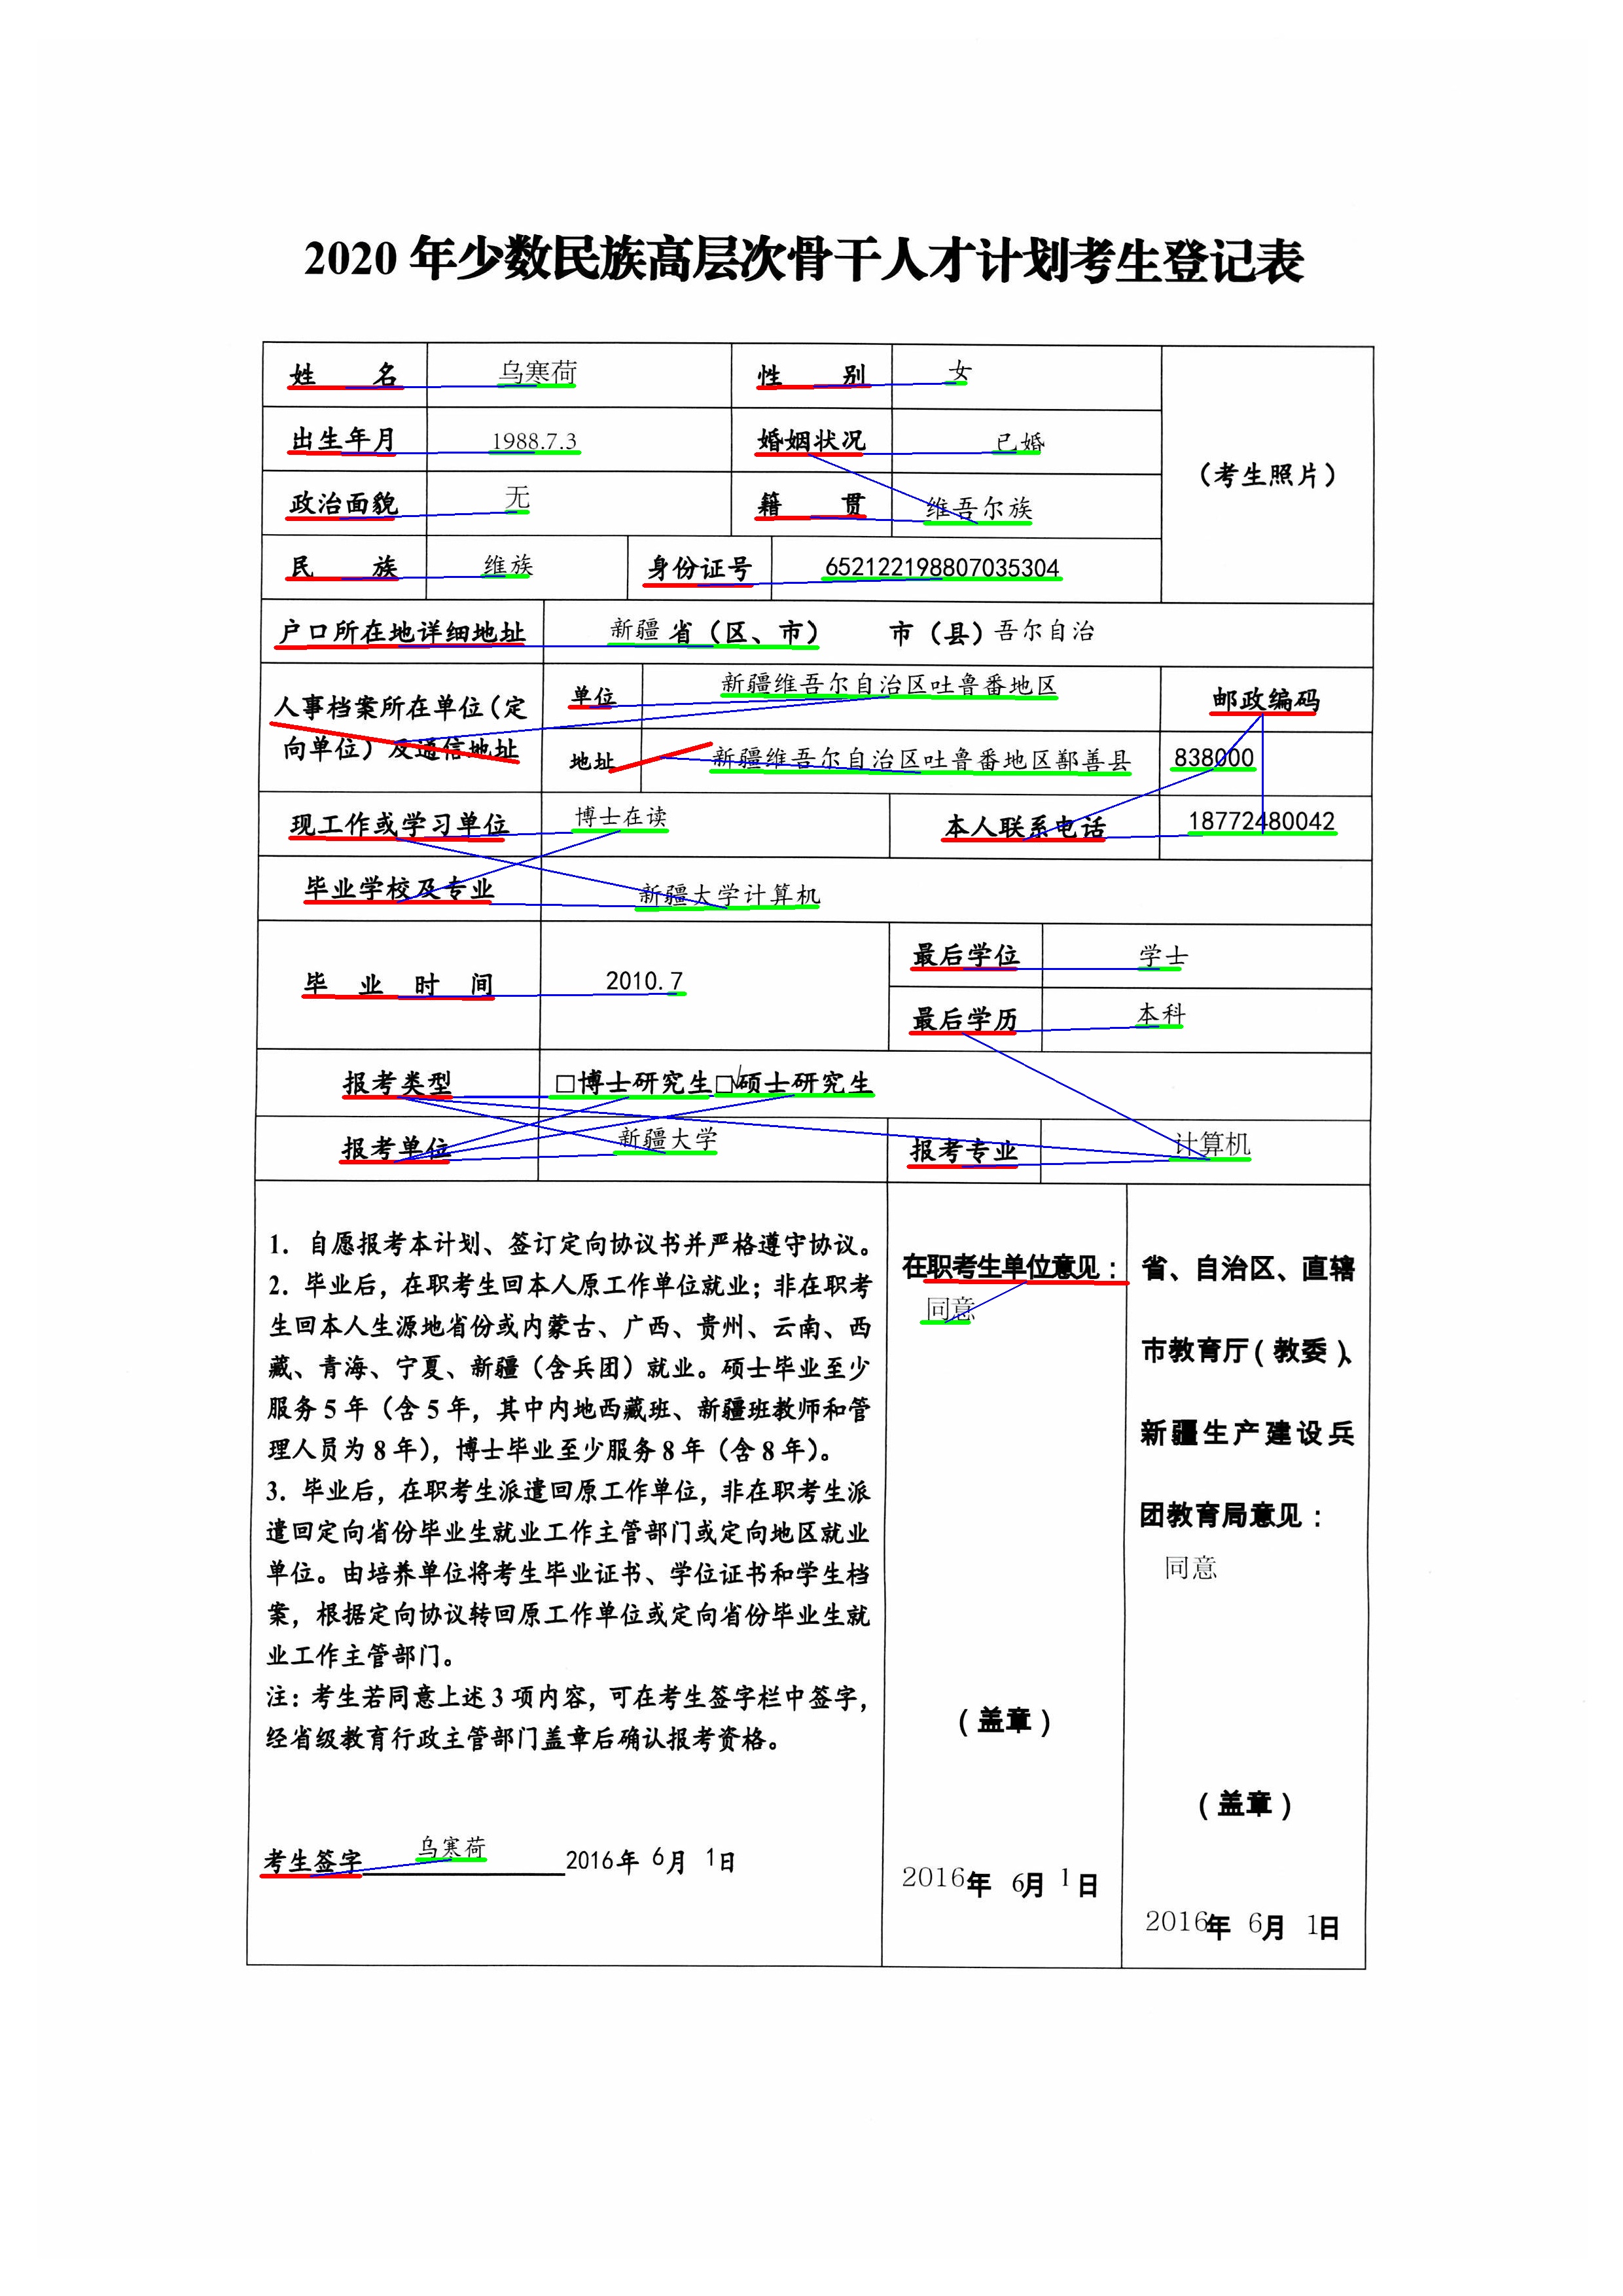 2020 年少数民族高层次骨干人才计划考生登记表
姓 名 乌寒荷 性 别 女
出生年月 1988.7.3 婚姻状况 已婚
(考生照片)
政治面貌 无 籍 贯 维吾尔族
民 族 维族 身份证号 652122198807035304
户口所在地详细地址 新疆 省(区、市) 市(县)吾尔自治
人事档案所在单位(定
向单位)及通信地址
单位 新疆维吾尔自治区吐鲁番地区 邮政编码
地址 新疆维吾尔自治区吐鲁番地区鄯善县 838000
现工作或学习单位 博士在读 本人联系电话 18772480042
毕业学校及专业 新疆大学计算机
毕 业 时 间 2010.7
最后学位 学士
最后学历 本科
报考类型 □博士研究生□√硕士研究生
报考单位 新疆大学 报考专业 计算机
1. 自愿报考本计划、签订定向协议书并严格遵守协议。
2. 毕业后,在职考生回本人原工作单位就业;非在职考
生回本人生源地省份或内蒙古、广西、贵州、云南、西
藏、青海、宁夏、新疆(含兵团)就业。硕士毕业至少
服务 5 年(含 5 年,其中内地西藏班、新疆班教师和管
理人员为 8 年),博士毕业至少服务 8 年(含 8 年)。
3. 毕业后,在职考生派遣回原工作单位,非在职考生派
遣回定向省份毕业生就业工作主管部门或定向地区就业
单位。由培养单位将考生毕业证书、学位证书和学生档
案,根据定向协议转回原工作单位或定向省份毕业生就
业工作主管部门。
注:考生若同意上述 3 项内容,可在考生签字栏中签字,
经省级教育行政主管部门盖章后确认报考资格。
考生签字 乌寒荷 2016年 6月 1日
在职考生单位意见:
同意
(盖章)
2016年 6月 1日
省、自治区、直辖
市教育厅(教委)、
新疆生产建设兵
团教育局意见:
同意
(盖章)
2016年 6月 1日